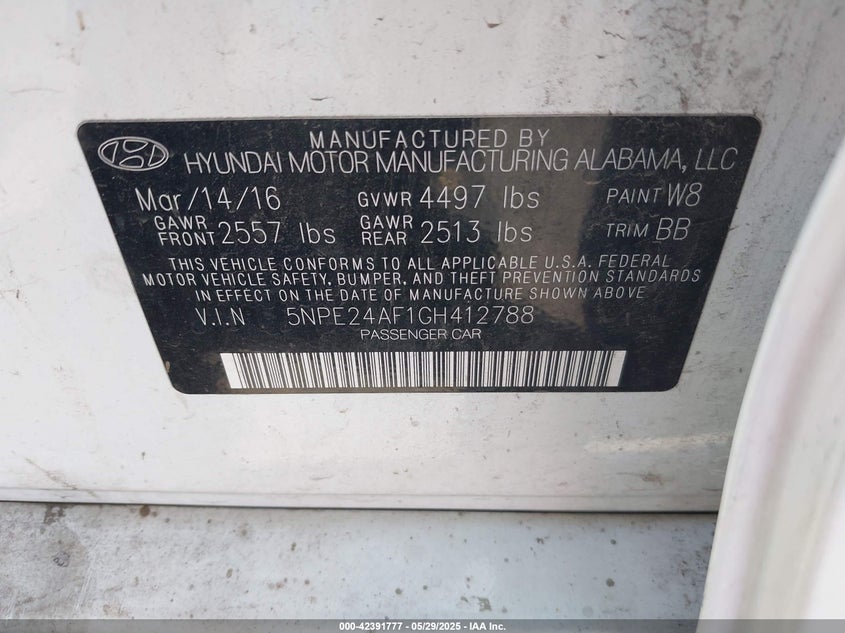 MANUFACTURED BY
HYUNDAI MOTOR MANUFACTURING ALABAMA, LLC
Mar/14/16 GVWR 4497 lbs PAINT W8
GAWR FRONT 2557 lbs GAWR REAR 2513 lbs TRIM BB
THIS VEHICLE CONFORMS TO ALL APPLICABLE U.S.A. FEDERAL
MOTOR VEHICLE SAFETY, BUMPER, AND THEFT PREVENTION STANDARDS
IN EFFECT ON THE DATE OF MANUFACTURE SHOWN ABOVE
V.I.N 5NPE24AF1GH412788
PASSENGER CAR
000-42391777 - 05/29/2025 - IAA Inc.